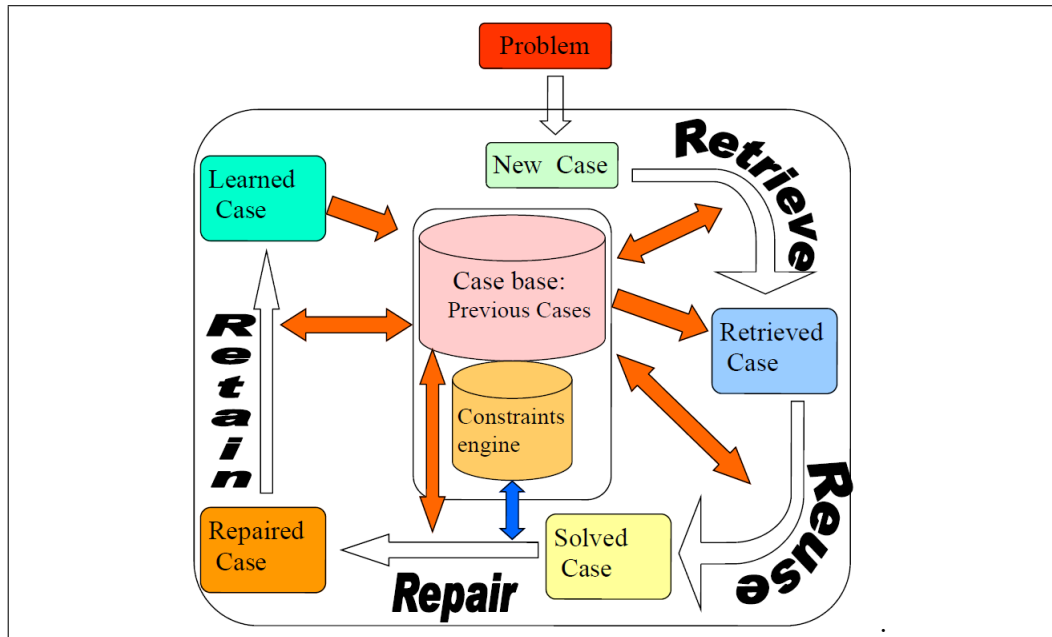 Problem
New Case
Retrieve
Learned
Case
Case base:
Previous Cases
Retrieved
Case
Retain
Constraints
engine
Reuse
Repaired
Case
Solved
Case
Repair
.